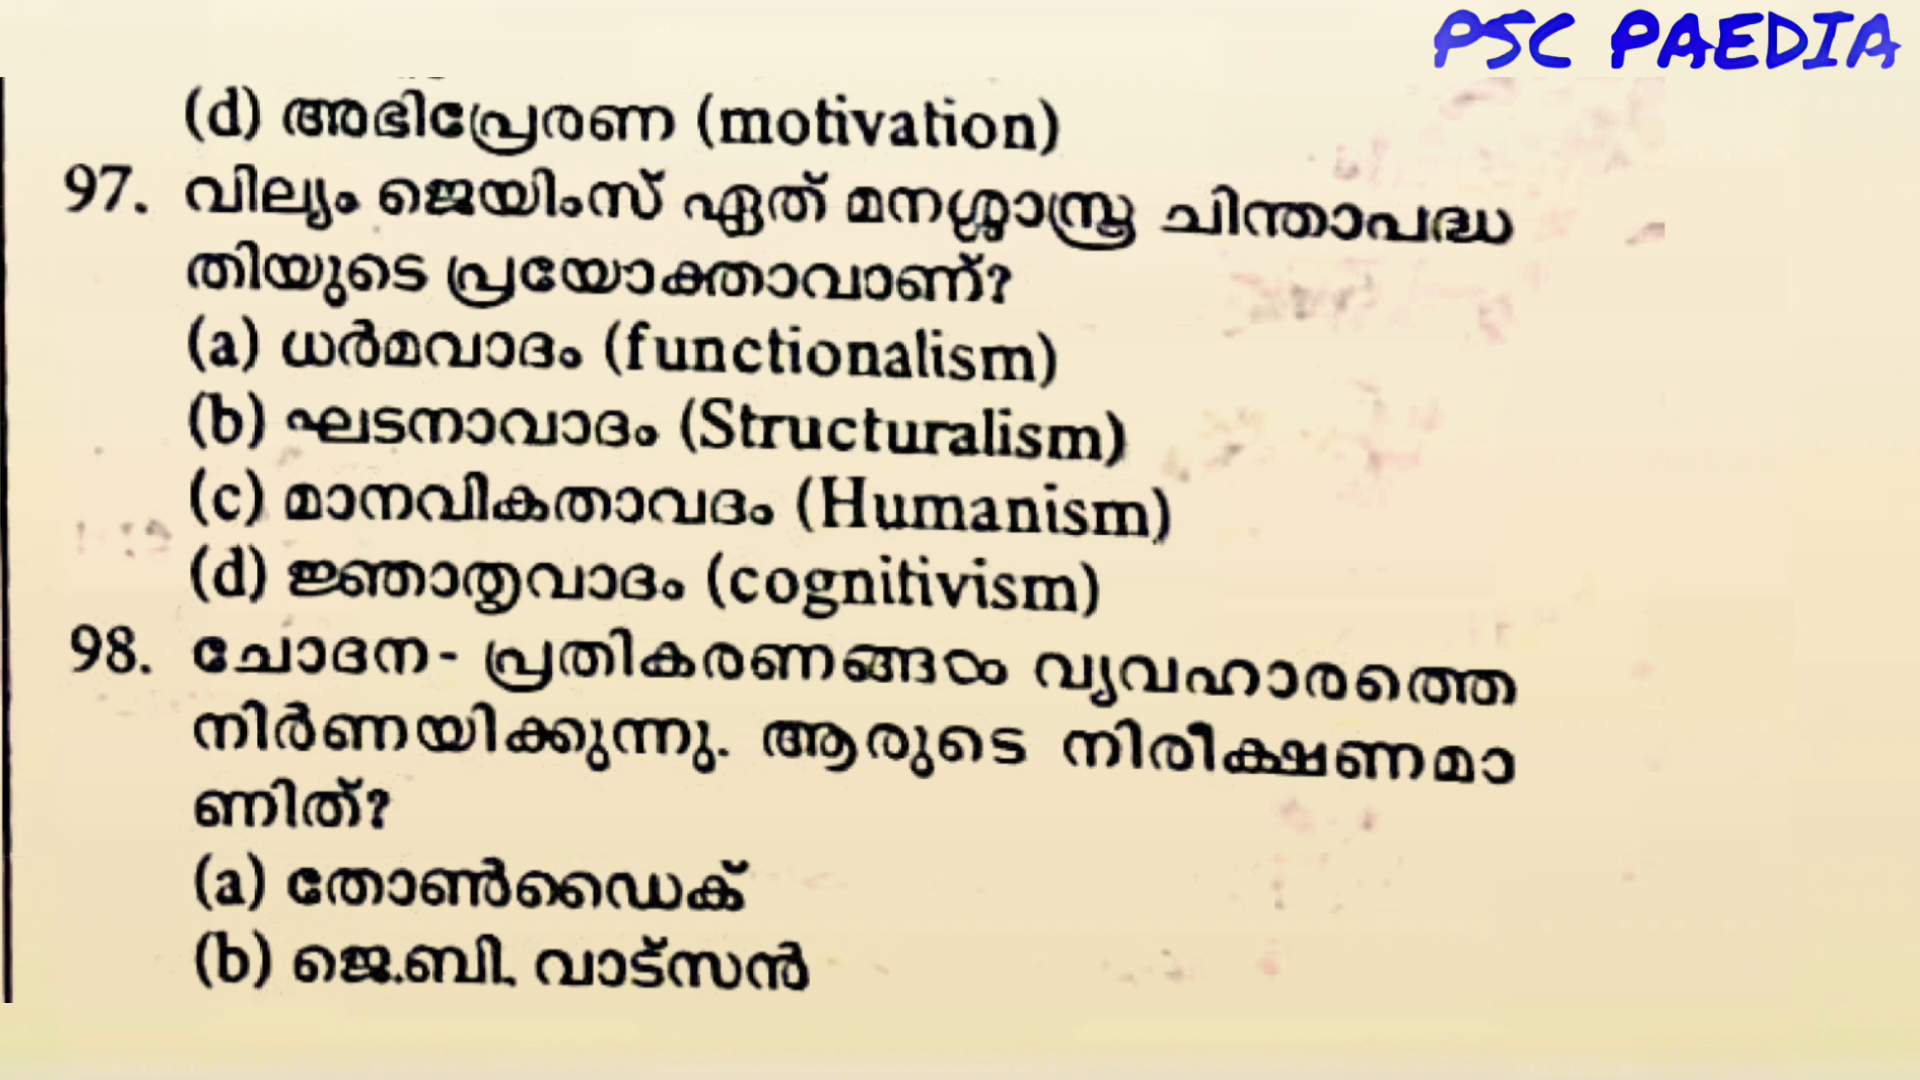 PSC PAEDIA
(d) അഭിപ്രേരണ (motivation)
97. വില്യം ജെയിംസ് ഏത് മനശ്ശാസ്ത്ര ചിന്താപദ്ധ
തിയുടെ പ്രയോക്താവാണ്?
(a) ധർമവാദം (functionalism)
(b) ഘടനാവാദം (Structuralism)
(c) മാനവികതാവദം (Humanism)
(d) ജ്ഞാതൃവാദം (cognitivism)
98. ചോദന- പ്രതികരണങ്ങൾ വ്യവഹാരത്തെ
നിർണയിക്കുന്നു. ആരുടെ നിരീക്ഷണമാ
ണിത്?
(a) തോൺഡൈക്
(b) ജെ.ബി. വാട്സൻ